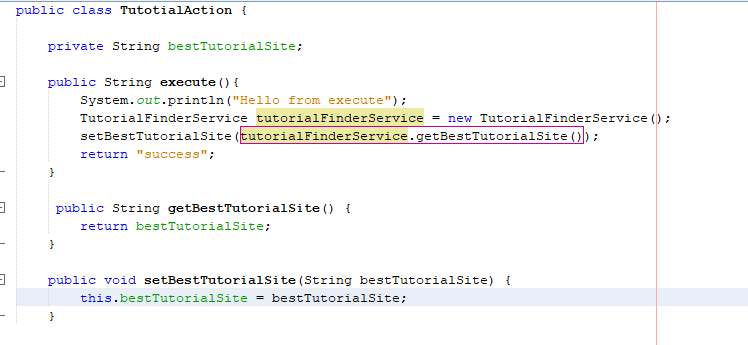 public class TutotialAction {
private String bestTutorialSite;
public String execute(){
System.out.println("Hello from execute");
TutorialFinderService tutorialFinderService = new TutorialFinderService();
setBestTutorialSite(tutorialFinderService.getBestTutorialSite());
return "success";
}
public String getBestTutorialSite() {
return bestTutorialSite;
}
public void setBestTutorialSite(String bestTutorialSite) {
this.bestTutorialSite = bestTutorialSite;
}